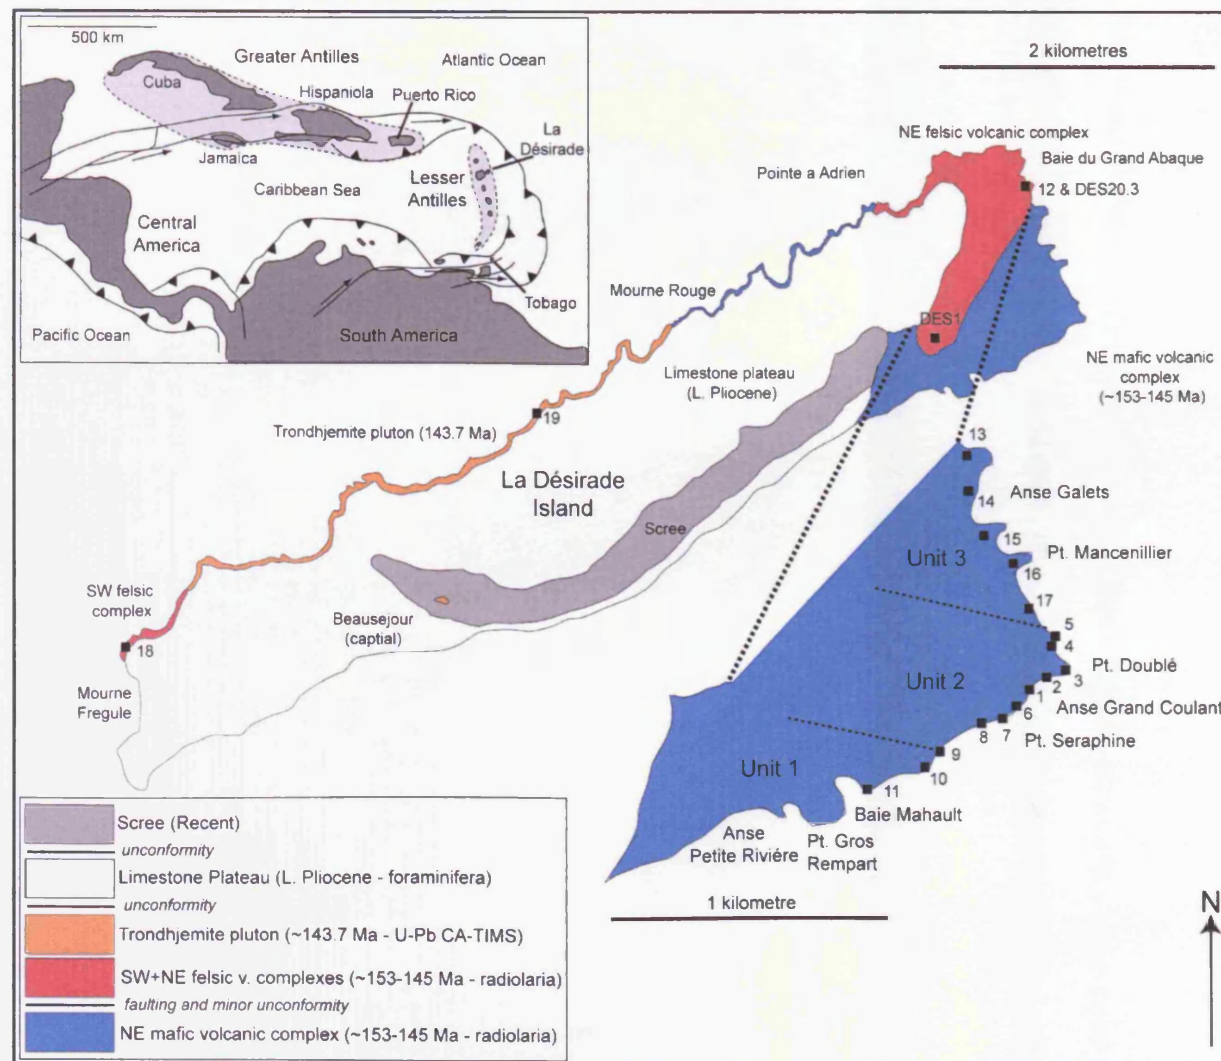 500 km
Greater Antilles
Atlantic Ocean
Cuba
Hispaniola
Puerto Rico
La
Désirade
Jamaica
Lesser
Antilles
Caribbean Sea
Central
America
Tobago
Pacific Ocean
South America
2 kilometres
NE felsic volcanic complex
Baie du Grand Abaque
12 & DES20.3
Pointe a Adrien
Mourne Rouge
DES1
NE mafic volcanic
complex
(~153-145 Ma)
Limestone plateau
(L. Pliocene)
19
Trondhjemite pluton (143.7 Ma)
La Désirade
Island
Scree
SW felsic
complex
18
Beausejour
(captial)
Mourne
Fregule
13
14
Anse Galets
15
Unit 3
Pt. Mancenillier
16
17
5
4
Pt. Doublé
3
Unit 2
2
1
Anse Grand Coulant
6
8
7
Pt. Seraphine
9
Unit 1
10
11
Baie Mahault
Anse
Petite Riviére
Pt. Gros
Rempart
1 kilometre
N
Scree (Recent)
unconformity
Limestone Plateau (L. Pliocene - foraminifera)
unconformity
Trondhjemite pluton (~143.7 Ma - U-Pb CA-TIMS)
SW+NE felsic v. complexes (~153-145 Ma - radiolaria)
faulting and minor unconformity
NE mafic volcanic complex (~153-145 Ma - radiolaria)